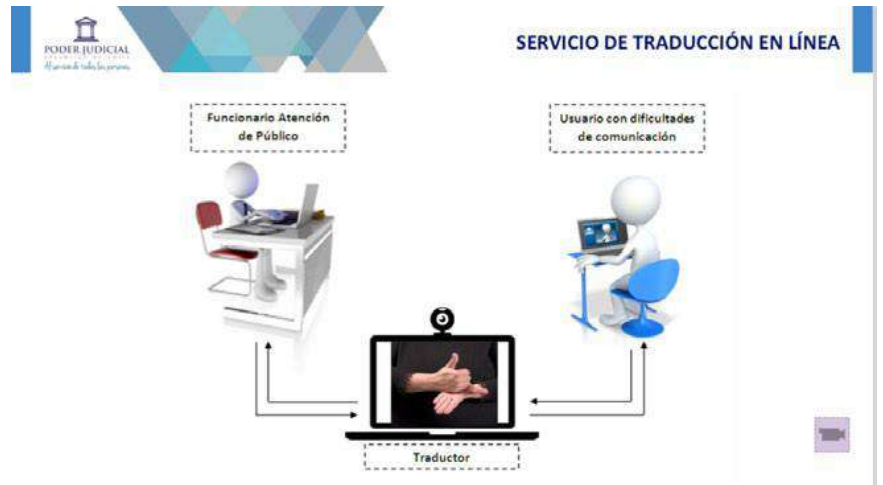 PODER JUDICIAL
SERVICIO DE TRADUCCIÓN EN LÍNEA
Funcionario Atención
de Público
Usuario con dificultades
de comunicación
Traductor